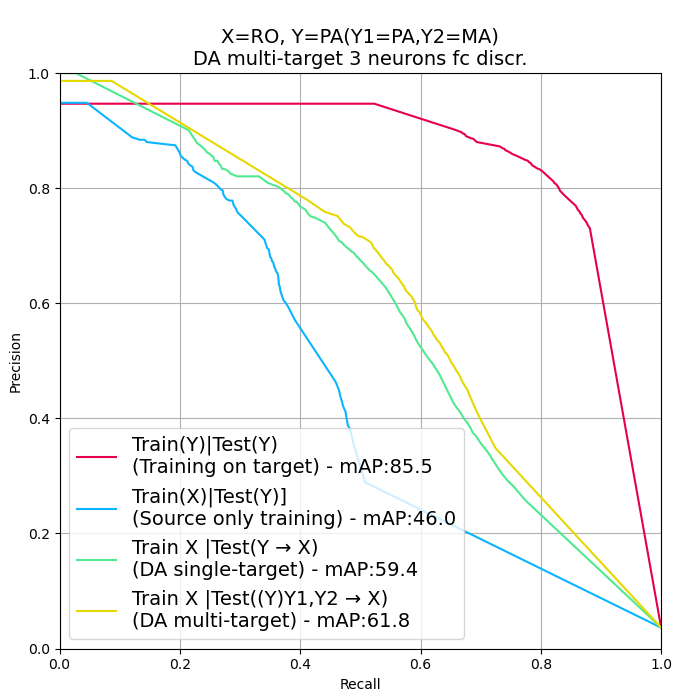 X=RO, Y=PA(Y1=PA,Y2=MA)
DA multi-target 3 neurons fc discr.
1.0
0.8
0.6
0.4
0.2
0.0
Precision
Train(Y)|Test(Y)
(Training on target) - mAP:85.5
Train(X)|Test(Y)]
(Source only training) - mAP:46.0
Train X |Test(Y → X)
(DA single-target) - mAP:59.4
Train X |Test((Y)Y1,Y2 → X)
(DA multi-target) - mAP:61.8
0.0 0.2 0.4 0.6 0.8 1.0
Recall